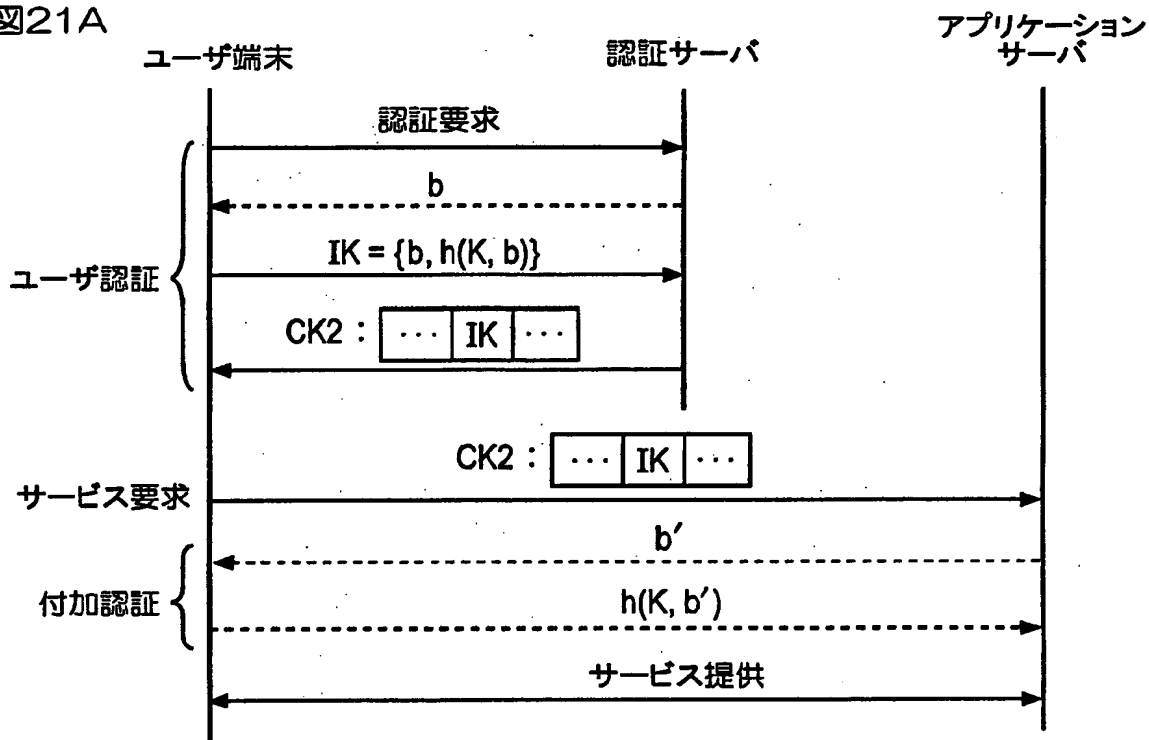 図21A
ユーザ端末
認証サーバ
アプリケーション
サーバ
認証要求
b
IK = {b, h(K, b)}
ユーザ認証
CK2 : ··· IK ···
CK2 : ··· IK ···
サービス要求
b′
付加認証
h(K, b′)
サービス提供